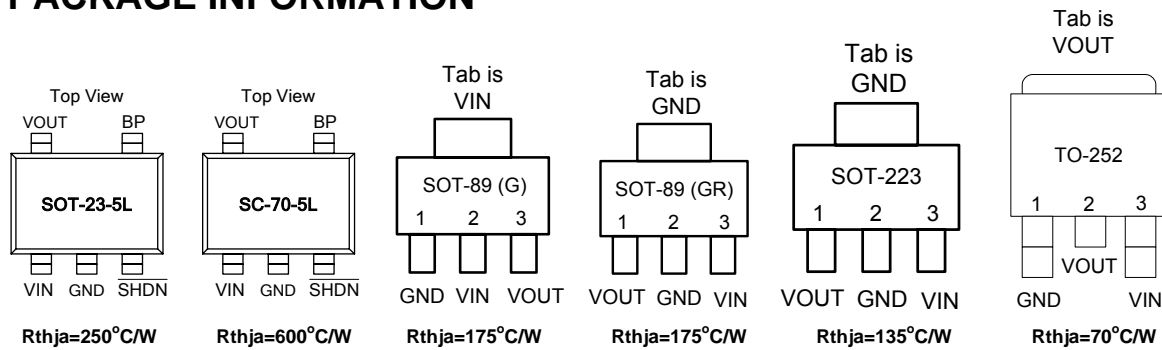 PACKAGE INFORMATION
Top View
VOUT BP
SOT-23-5L
VIN GND SHDN
Rthja=250°C/W
Top View
VOUT BP
SC-70-5L
VIN GND SHDN
Rthja=600°C/W
Tab is
VIN
SOT-89 (G)
1 2 3
GND VIN VOUT
Rthja=175°C/W
Tab is
GND
SOT-89 (GR)
1 2 3
VOUT GND VIN
Rthja=175°C/W
Tab is
GND
SOT-223
1 2 3
VOUT GND VIN
Rthja=135°C/W
Tab is
VOUT
TO-252
1 2 3
VOUT
GND VIN
Rthja=70°C/W